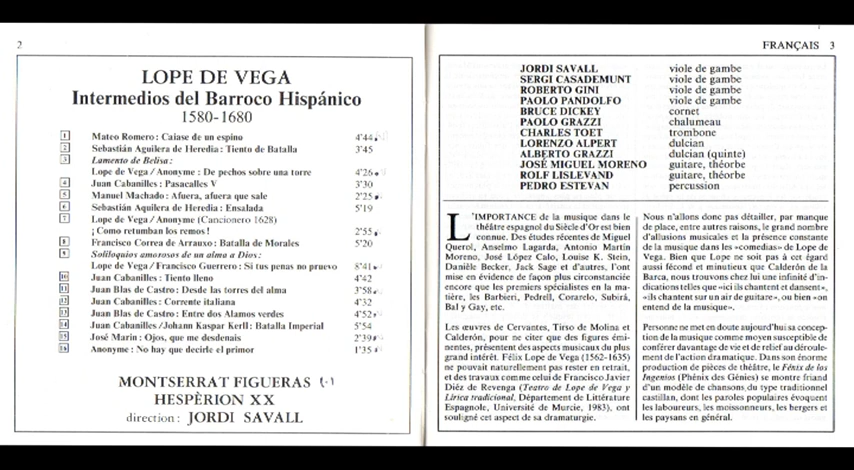 2
LOPE DE VEGA
Intermedios del Barroco Hispánico
1580-1680
1 Mateo Romero : Caiase de un espino 4'44
2 Sebastián Aguilera de Heredia : Tiento de Batalla 3'45
3 Lamento de Belisa :
Lope de Vega / Anonyme : De pechos sobre una torre 4'26
4 Juan Cabanilles : Pasacalles V 3'30
5 Manuel Machado : Afuera, afuera que sale 2'25
6 Sebastián Aguilera de Heredia : Ensalada 5'19
7 Lope de Vega / Anonyme (Cancionero 1628)
¡ Como retumban los remos ! 2'55
8 Francisco Correa de Arrauxo : Batalla de Morales 5'20
9 Soliloquios amorosos de un alma a Dios :
Lope de Vega / Francisco Guerrero : Si tus penas no pruevo 8'41
10 Juan Cabanilles : Tiento lleno 4'42
11 Juan Blas de Castro : Desde las torres del alma 3'58
12 Juan Cabanilles : Corrente italiana 4'32
13 Juan Blas de Castro : Entre dos Alamos verdes 4'52
14 Juan Cabanilles / Johann Kaspar Kerll : Batalla Imperial 5'54
15 José Marin : Ojos, que me desdenais 2'39
16 Anonyme : No hay que decirle el primor 1'35
MONTSERRAT FIGUERAS (·)
HESPÈRION XX
direction : JORDI SAVALL
FRANÇAIS 3
JORDI SAVALL viole de gambe
SERGI CASADEMUNT viole de gambe
ROBERTO GINI viole de gambe
PAOLO PANDOLFO viole de gambe
BRUCE DICKEY cornet
PAOLO GRAZZI chalumeau
CHARLES TOET trombone
LORENZO ALPERT dulcian
ALBERTO GRAZZI dulcian (quinte)
JOSÉ MIGUEL MORENO guitare, théorbe
ROLF LISLEVAND guitare, théorbe
PEDRO ESTEVAN percussion
L'IMPORTANCE de la musique dans le
théâtre espagnol du Siècle d'Or est bien
connue. Des études récentes de Miguel
Querol, Anselmo Lagarda, Antonio Martin
Moreno, José López Calo, Louise K. Stein,
Danièle Becker, Jack Sage et d'autres, l'ont
mise en évidence de façon plus circonstanciée
encore que les premiers spécialistes en la ma-
tière, les Barbieri, Pedrell, Corarelo, Subirá,
Bal y Gay, etc.
Les œuvres de Cervantes, Tirso de Molina et
Calderón, pour ne citer que des figures émi-
nentes, présentent des aspects musicaux du plus
grand intérêt. Félix Lope de Vega (1562-1635)
ne pouvait naturellement pas rester en retrait,
et des travaux comme celui de Francisco Javier
Díez de Revenga (Teatro de Lope de Vega y
Lírica tradicional, Département de Littérature
Espagnole, Université de Murcie, 1983), ont
souligné cet aspect de sa dramaturgie.
Nous n'allons donc pas détailler, par manque
de place, entre autres raisons, le grand nombre
d'allusions musicales et la présence constante
de la musique dans les «comedias» de Lope de
Vega. Bien que Lope ne soit pas à cet égard
aussi fécond et minutieux que Calderón de la
Barca, nous trouvons chez lui une infinité d'in-
dications telles que «ici ils chantent et dansent»,
«ils chantent sur un air de guitare», ou bien «on
entend de la musique».
Personne ne met en doute aujourd'hui sa concep-
tion de la musique comme moyen susceptible de
conférer davantage de vie et de relief au déroule-
ment de l'action dramatique. Dans son énorme
production de pièces de théâtre, le Fénix de los
Ingenios (Phénix des Génies) se montre friand
d'un modèle de chansons, du type traditionnel
castillan, dont les paroles populaires évoquent
les laboureurs, les moissonneurs, les bergers et
les paysans en général.